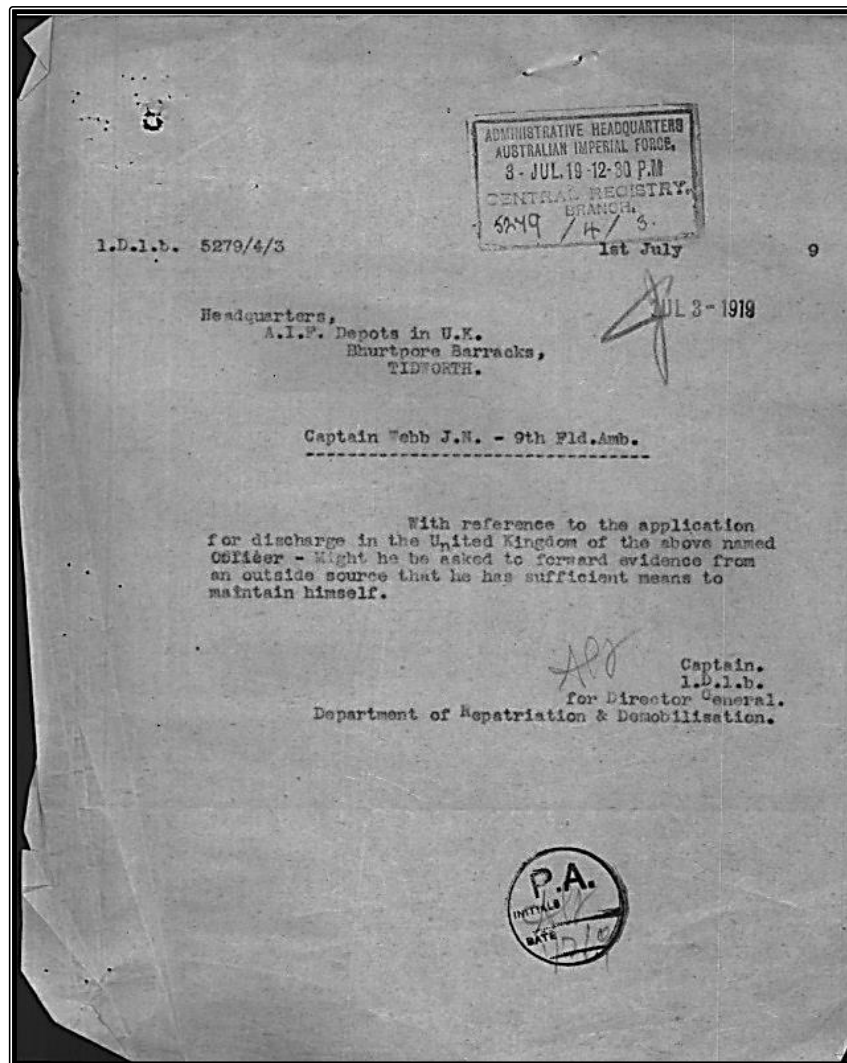 ADMINISTRATIVE HEADQUARTERS
AUSTRALIAN IMPERIAL FORCE,
3 - JUL.19 -12-30 P.M
CENTRAL REGISTRY.
BRANCH.
5279 / 4 / 3.
1.D.1.b. 5279/4/3 1st July 9
JUL 3 - 1919
Headquarters,
A.I.F. Depots in U.K.
Bhurtpore Barracks,
TIDWORTH.
Captain Webb J.N. - 9th Fld.Amb.
With reference to the application
for discharge in the United Kingdom of the above named
Officer - Might he be asked to forward evidence from
an outside source that he has sufficient means to
maintain himself.
Captain.
1.D.1.b.
for Director General.
Department of Repatriation & Demobilisation.
P.A.
INITIALS
DATE